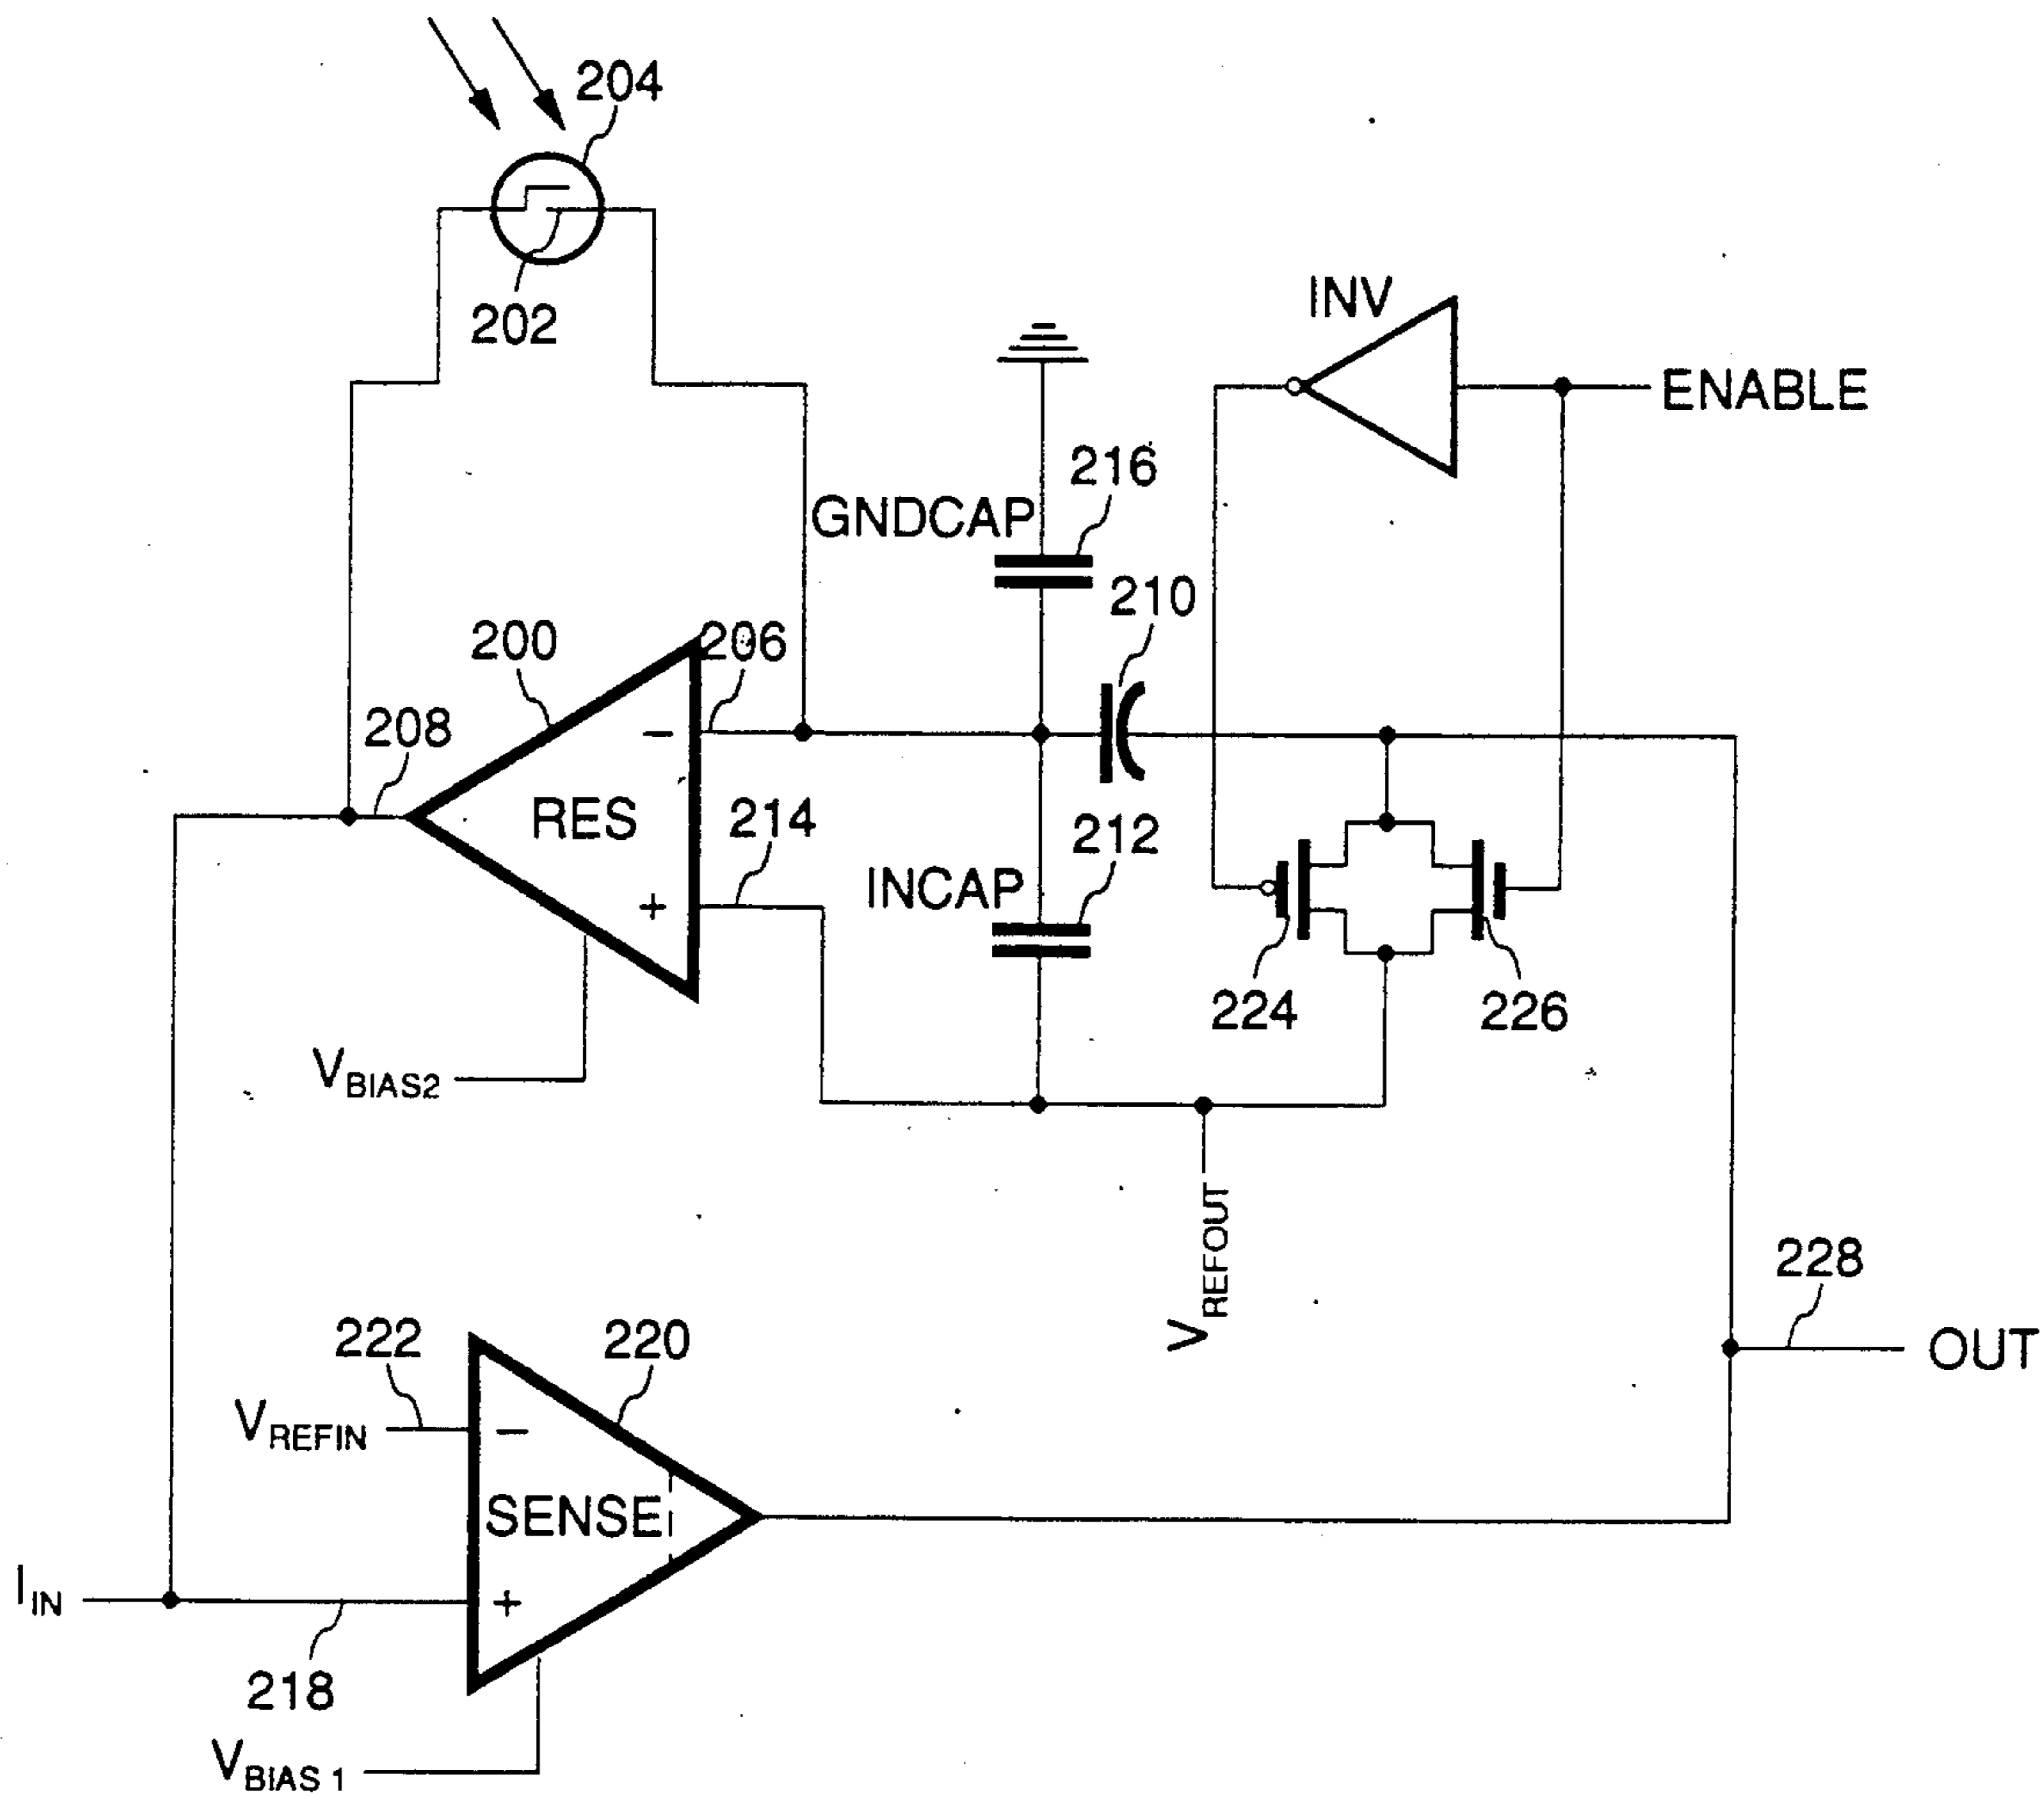 204
202
INV
ENABLE
216
GNDCAP
210
200
206
208
RES
-
214
212
INCAP
+
224
226
VBIAS2
VREFOUT
228
OUT
222
220
VREFIN
-
SENSE
IIN
+
218
VBIAS 1